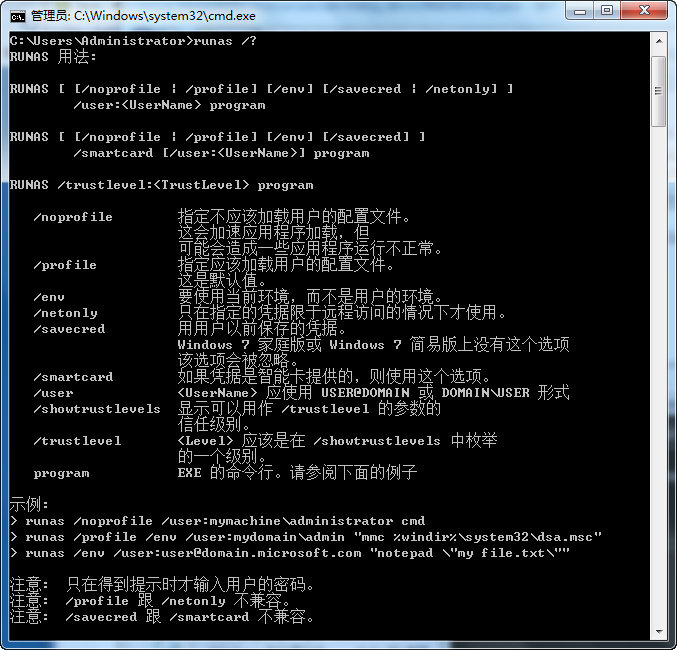 管理员: C:\Windows\system32\cmd.exe
C:\Users\Administrator>runas /?
RUNAS 用法:
RUNAS [ [/noprofile | /profile] [/env] [/savecred | /netonly] ]
/user:<UserName> program
RUNAS [ [/noprofile | /profile] [/env] [/savecred] ]
/smartcard [/user:<UserName>] program
RUNAS /trustlevel:<TrustLevel> program
/noprofile 指定不应该加载用户的配置文件。
这会加速应用程序加载，但
可能会造成一些应用程序运行不正常。
/profile 指定应该加载用户的配置文件。
这是默认值。
/env 要使用当前环境，而不是用户的环境。
/netonly 只在指定的凭据限于远程访问的情况下才使用。
/savecred 用用户以前保存的凭据。
Windows 7 家庭版或 Windows 7 简易版上没有这个选项
该选项会被忽略。
/smartcard 如果凭据是智能卡提供的，则使用这个选项。
/user <UserName> 应使用 USER@DOMAIN 或 DOMAIN\USER 形式
/showtrustlevels 显示可以用作 /trustlevel 的参数的
信任级别。
/trustlevel <Level> 应该是在 /showtrustlevels 中枚举
的一个级别。
program EXE 的命令行。请参阅下面的例子
示例:
> runas /noprofile /user:mymachine\administrator cmd
> runas /profile /env /user:mydomain\admin "mmc %windir%\system32\dsa.msc"
> runas /env /user:user@domain.microsoft.com "notepad \"my file.txt\""
注意: 只在得到提示时才输入用户的密码。
注意: /profile 跟 /netonly 不兼容。
注意: /savecred 跟 /smartcard 不兼容。